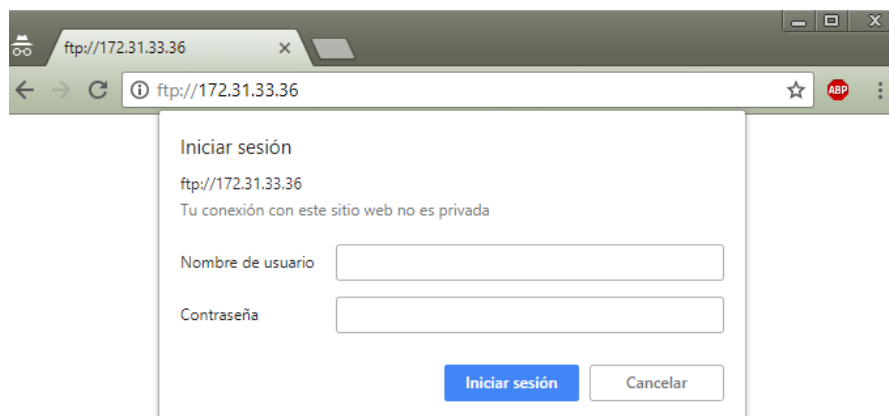 ftp://172.31.33.36
ftp://172.31.33.36
ABP
Iniciar sesión
ftp://172.31.33.36
Tu conexión con este sitio web no es privada
Nombre de usuario
Contraseña
Iniciar sesión Cancelar